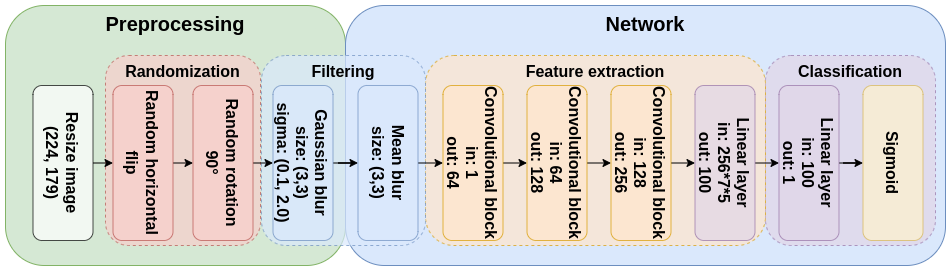 Preprocessing
Network
Randomization
Filtering
Feature extraction
Classification
Resize image
(224, 179)
Random horizontal
flip
Random rotation
90°
Gaussian blur
size: (3,3)
sigma: (0.1, 2.0)
Mean blur
size: (3,3)
Convolutional block
in: 1
out: 64
Convolutional block
in: 64
out: 128
Convolutional block
in: 128
out: 256
Linear layer
in: 256*7*5
out: 100
Linear layer
in: 100
out: 1
Sigmoid